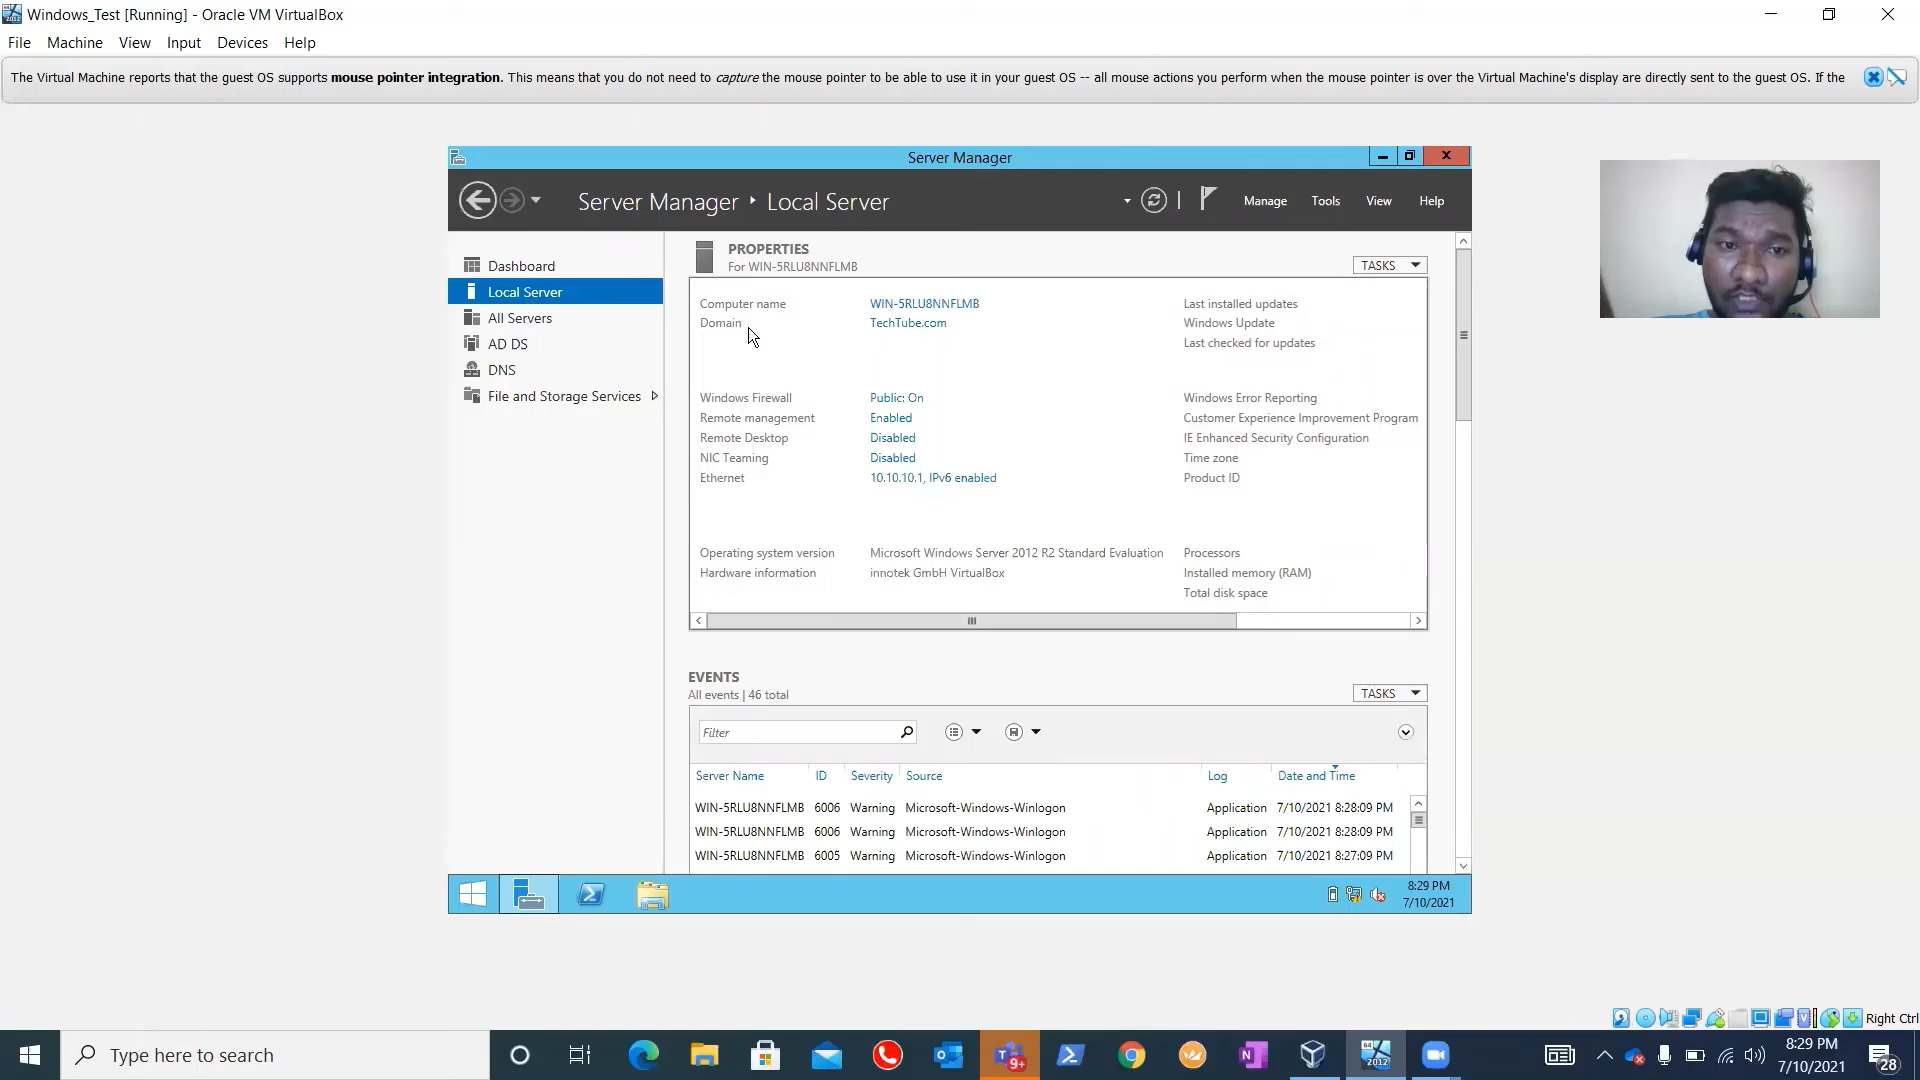 Windows_Test [Running] - Oracle VM VirtualBox
File Machine View Input Devices Help
The Virtual Machine reports that the guest OS supports mouse pointer integration. This means that you do not need to capture the mouse pointer to be able to use it in your guest OS -- all mouse actions you perform when the mouse pointer is over the Virtual Machine's display are directly sent to the guest OS. If the
Server Manager
Server Manager Local Server
Manage Tools View Help
Dashboard
Local Server
All Servers
AD DS
DNS
File and Storage Services
PROPERTIES
For WIN-5RLU8NNFLMB
TASKS
Computer name WIN-5RLU8NNFLMB Last installed updates
Domain TechTube.com Windows Update
Last checked for updates
Windows Firewall Public: On Windows Error Reporting
Remote management Enabled Customer Experience Improvement Program
Remote Desktop Disabled IE Enhanced Security Configuration
NIC Teaming Disabled Time zone
Ethernet 10.10.10.1, IPv6 enabled Product ID
Operating system version Microsoft Windows Server 2012 R2 Standard Evaluation Processors
Hardware information innotek GmbH VirtualBox Installed memory (RAM)
Total disk space
EVENTS
All events | 46 total
TASKS
Filter
Server Name ID Severity Source Log Date and Time
WIN-5RLU8NNFLMB 6006 Warning Microsoft-Windows-Winlogon Application 7/10/2021 8:28:09 PM
WIN-5RLU8NNFLMB 6006 Warning Microsoft-Windows-Winlogon Application 7/10/2021 8:28:09 PM
WIN-5RLU8NNFLMB 6005 Warning Microsoft-Windows-Winlogon Application 7/10/2021 8:27:09 PM
8:29 PM
7/10/2021
Right Ctrl
Type here to search
9+
64
2012
8:29 PM
7/10/2021
28